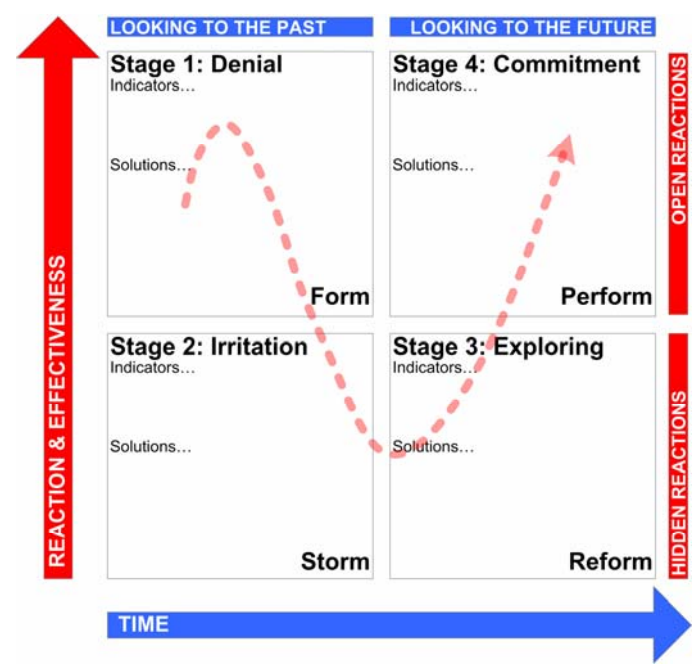 LOOKING TO THE PAST
LOOKING TO THE FUTURE
Stage 1: Denial
Indicators…
Solutions…
Form
Stage 4: Commitment
Indicators…
Solutions…
Perform
Stage 2: Irritation
Indicators…
Solutions…
Storm
Stage 3: Exploring
Indicators…
Solutions…
Reform
REACTION & EFFECTIVENESS
OPEN REACTIONS
HIDDEN REACTIONS
TIME